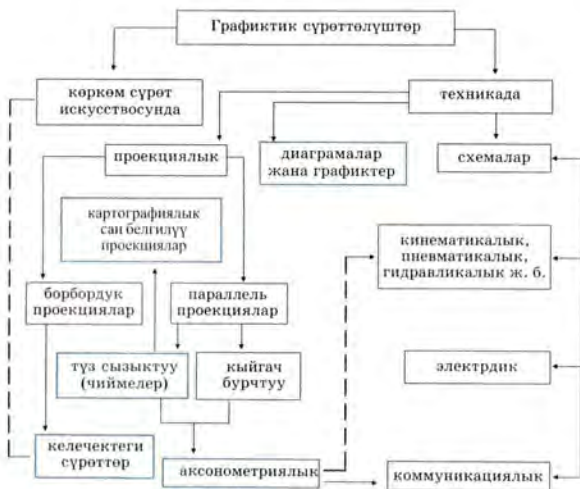 Графиктик сүрөттөлүштөр
көркөм сүрөт
искусствосунда
техникада
проекциялык
диаграмалар
жана графиктер
схемалар
картографиялык
сан белгилүү
проекциялар
кинематикалык,
пневматикалык,
гидравликалык ж. б.
борбордук
проекциялар
параллель
проекциялар
түз сызыктуу
(чиймелер)
кыйгач
бурчтуу
электрдик
келечектеги
сүрөттөр
аксонометриялык
коммуникациялык